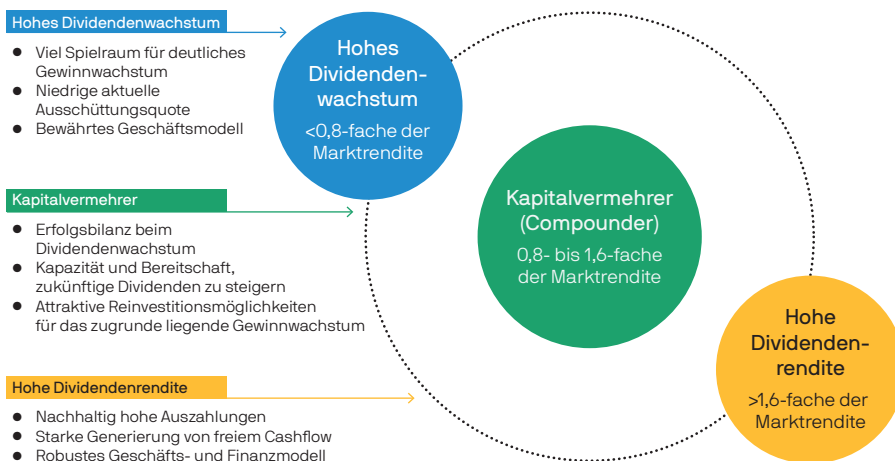 Hohes Dividendenwachstum
● Viel Spielraum für deutliches
Gewinnwachstum
● Niedrige aktuelle
Ausschüttungsquote
● Bewährtes Geschäftsmodell
Kapitalvermehrer
● Erfolgsbilanz beim
Dividendenwachstum
● Kapazität und Bereitschaft,
zukünftige Dividenden zu steigern
● Attraktive Reinvestitionsmöglichkeiten
für das zugrunde liegende Gewinnwachstum
Hohe Dividendenrendite
● Nachhaltig hohe Auszahlungen
● Starke Generierung von freiem Cashflow
● Robustes Geschäfts- und Finanzmodell
Hohes
Dividenden-
wachstum
<0,8-fache der
Marktrendite
Kapitalvermehrer
(Compounder)
0,8- bis 1,6-fache
der Marktrendite
Hohe
Dividenden-
rendite
>1,6-fache der
Marktrendite